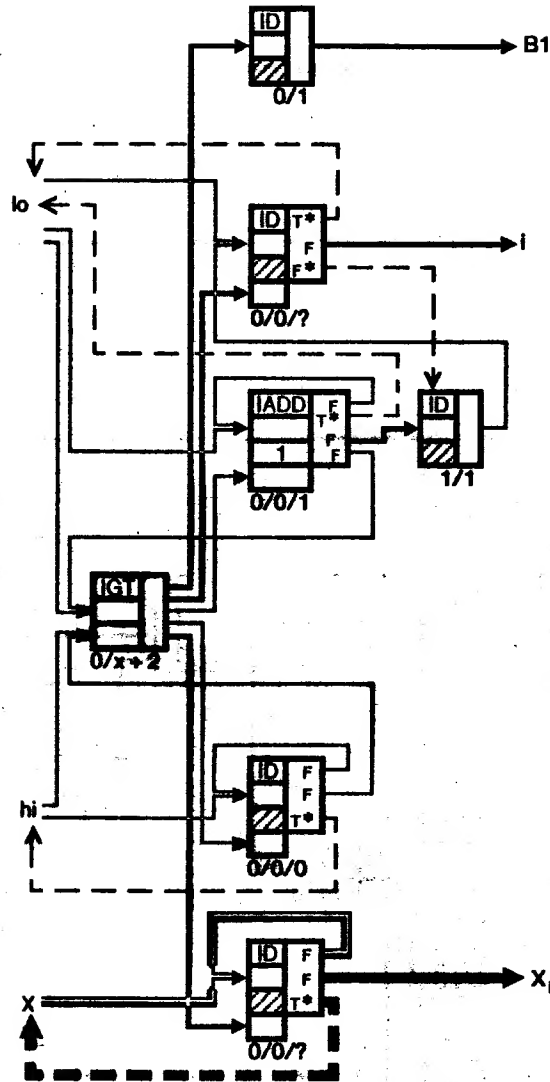 ID
B1
0/1
lo
ID
T*
F
F*
i
0/0/?
IADD
F
T*
F
1
F
0/0/1
ID
1/1
IGT
0/x+2
hi
ID
F
F
T*
0/0/0
ID
F
F
T*
x
0/0/?